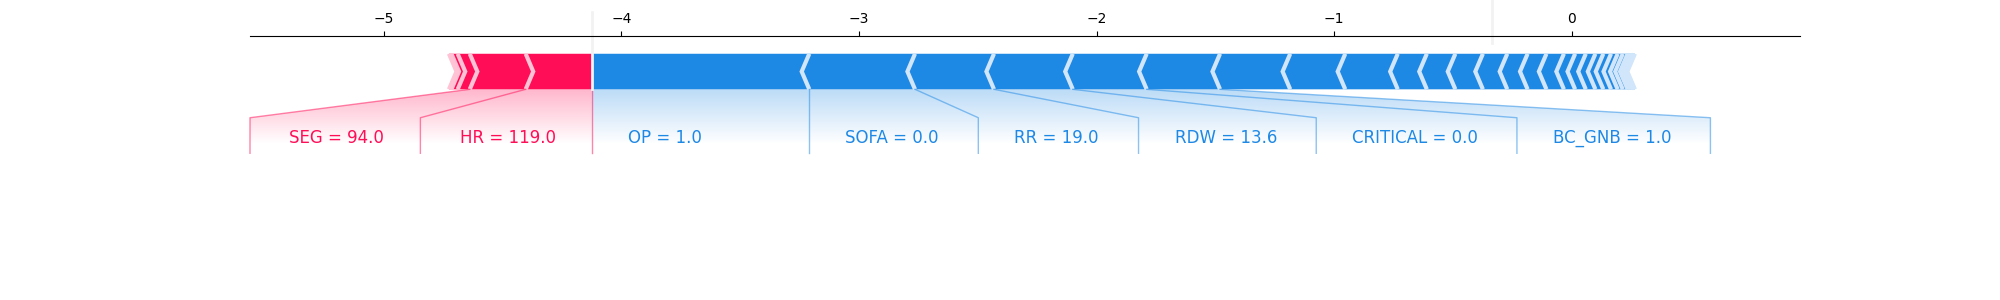 −5 −4 −3 −2 −1 0
SEG = 94.0 HR = 119.0 OP = 1.0 SOFA = 0.0 RR = 19.0 RDW = 13.6 CRITICAL = 0.0 BC_GNB = 1.0